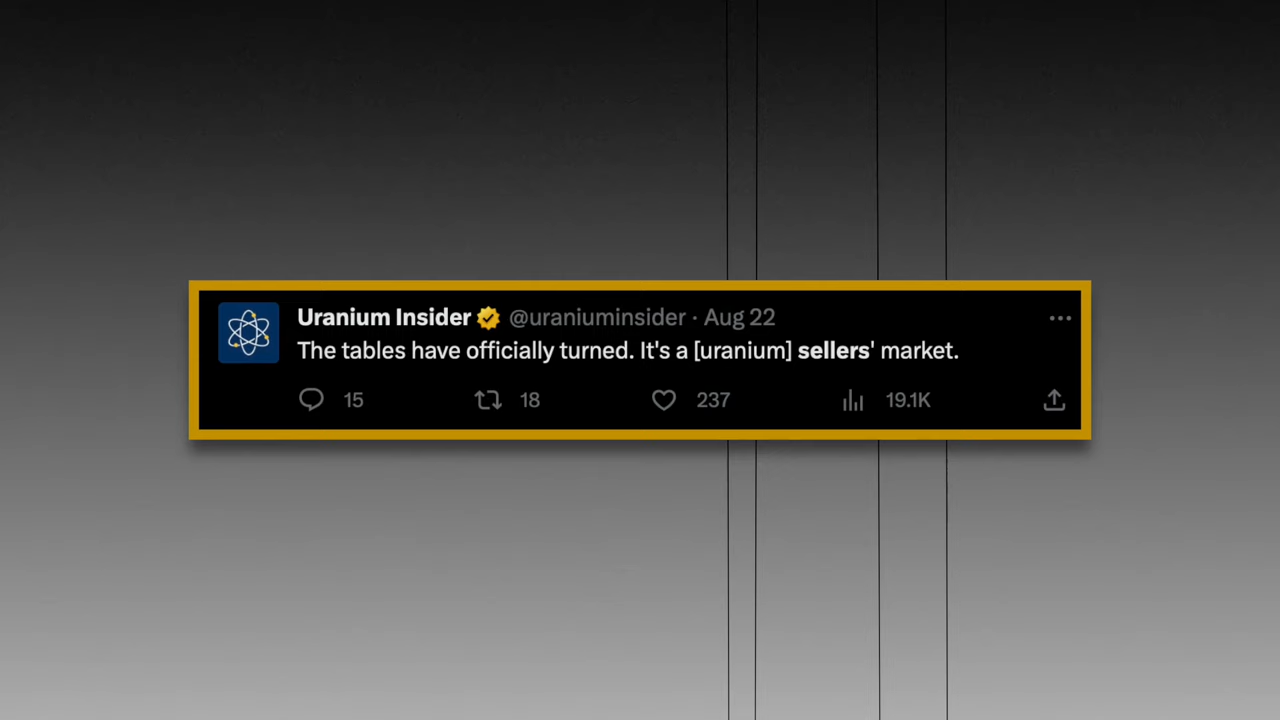 Uranium Insider @uraniuminsider · Aug 22
The tables have officially turned. It's a [uranium] sellers' market.
15 18 237 19.1K